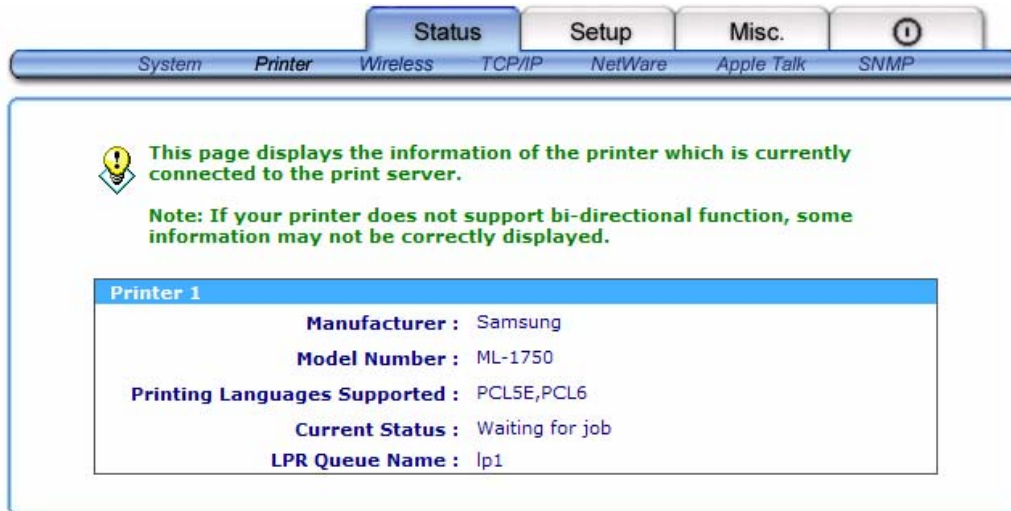 Status Setup Misc.
System Printer Wireless TCP/IP NetWare Apple Talk SNMP
This page displays the information of the printer which is currently
connected to the print server.
Note: If your printer does not support bi-directional function, some
information may not be correctly displayed.
Printer 1
Manufacturer : Samsung
Model Number : ML-1750
Printing Languages Supported : PCL5E,PCL6
Current Status : Waiting for job
LPR Queue Name : lp1